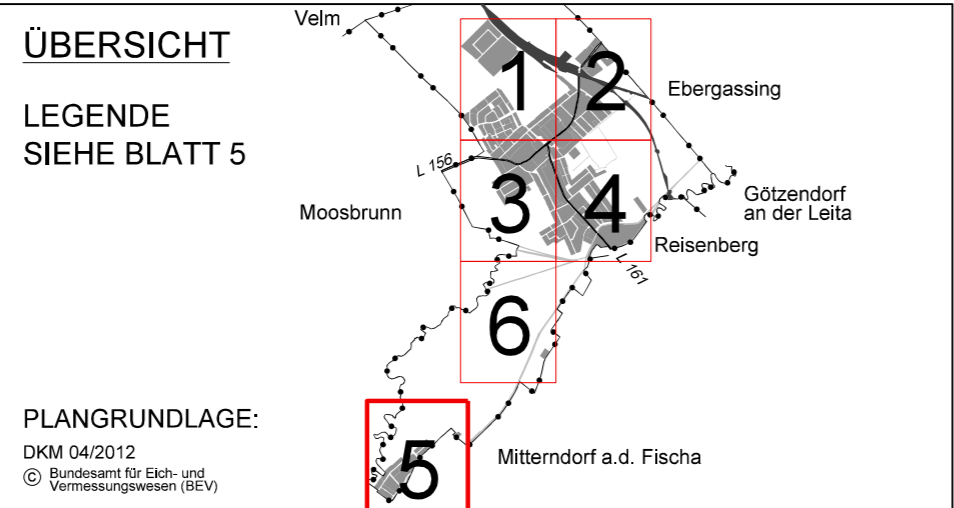 ÜBERSICHT
LEGENDE
SIEHE BLATT 5
Velm
1
2
Ebergassing
L 156
3
4
Moosbrunn
Götzendorf
an der Leita
Reisenberg
L 161
6
PLANGRUNDLAGE:
DKM 04/2012
© Bundesamt für Eich- und
Vermessungswesen (BEV)
5
Mitterndorf a.d. Fischa